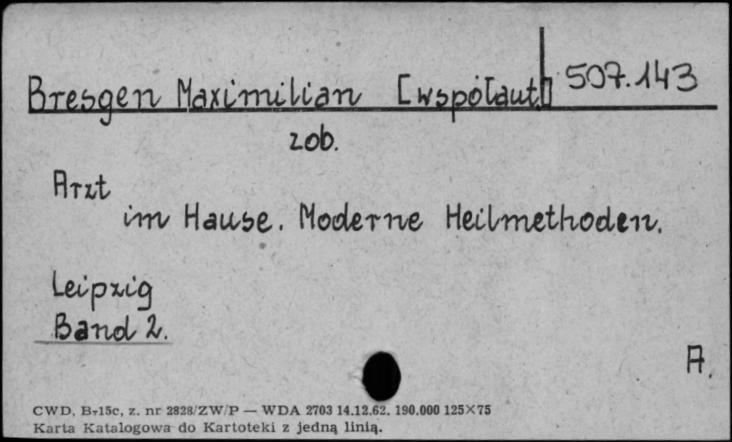 Bresgen Maximilian [współaut.] 507.143
zob.
Arzt
im Hause. Moderne Heilmethoden.
Leipzig
Band 2.
A.
CWD, Br15c, z. nr 2828/ZW/P — WDA 2703 14.12.62. 190.000 125×75
Karta Katalogowa do Kartoteki z jedną linią.